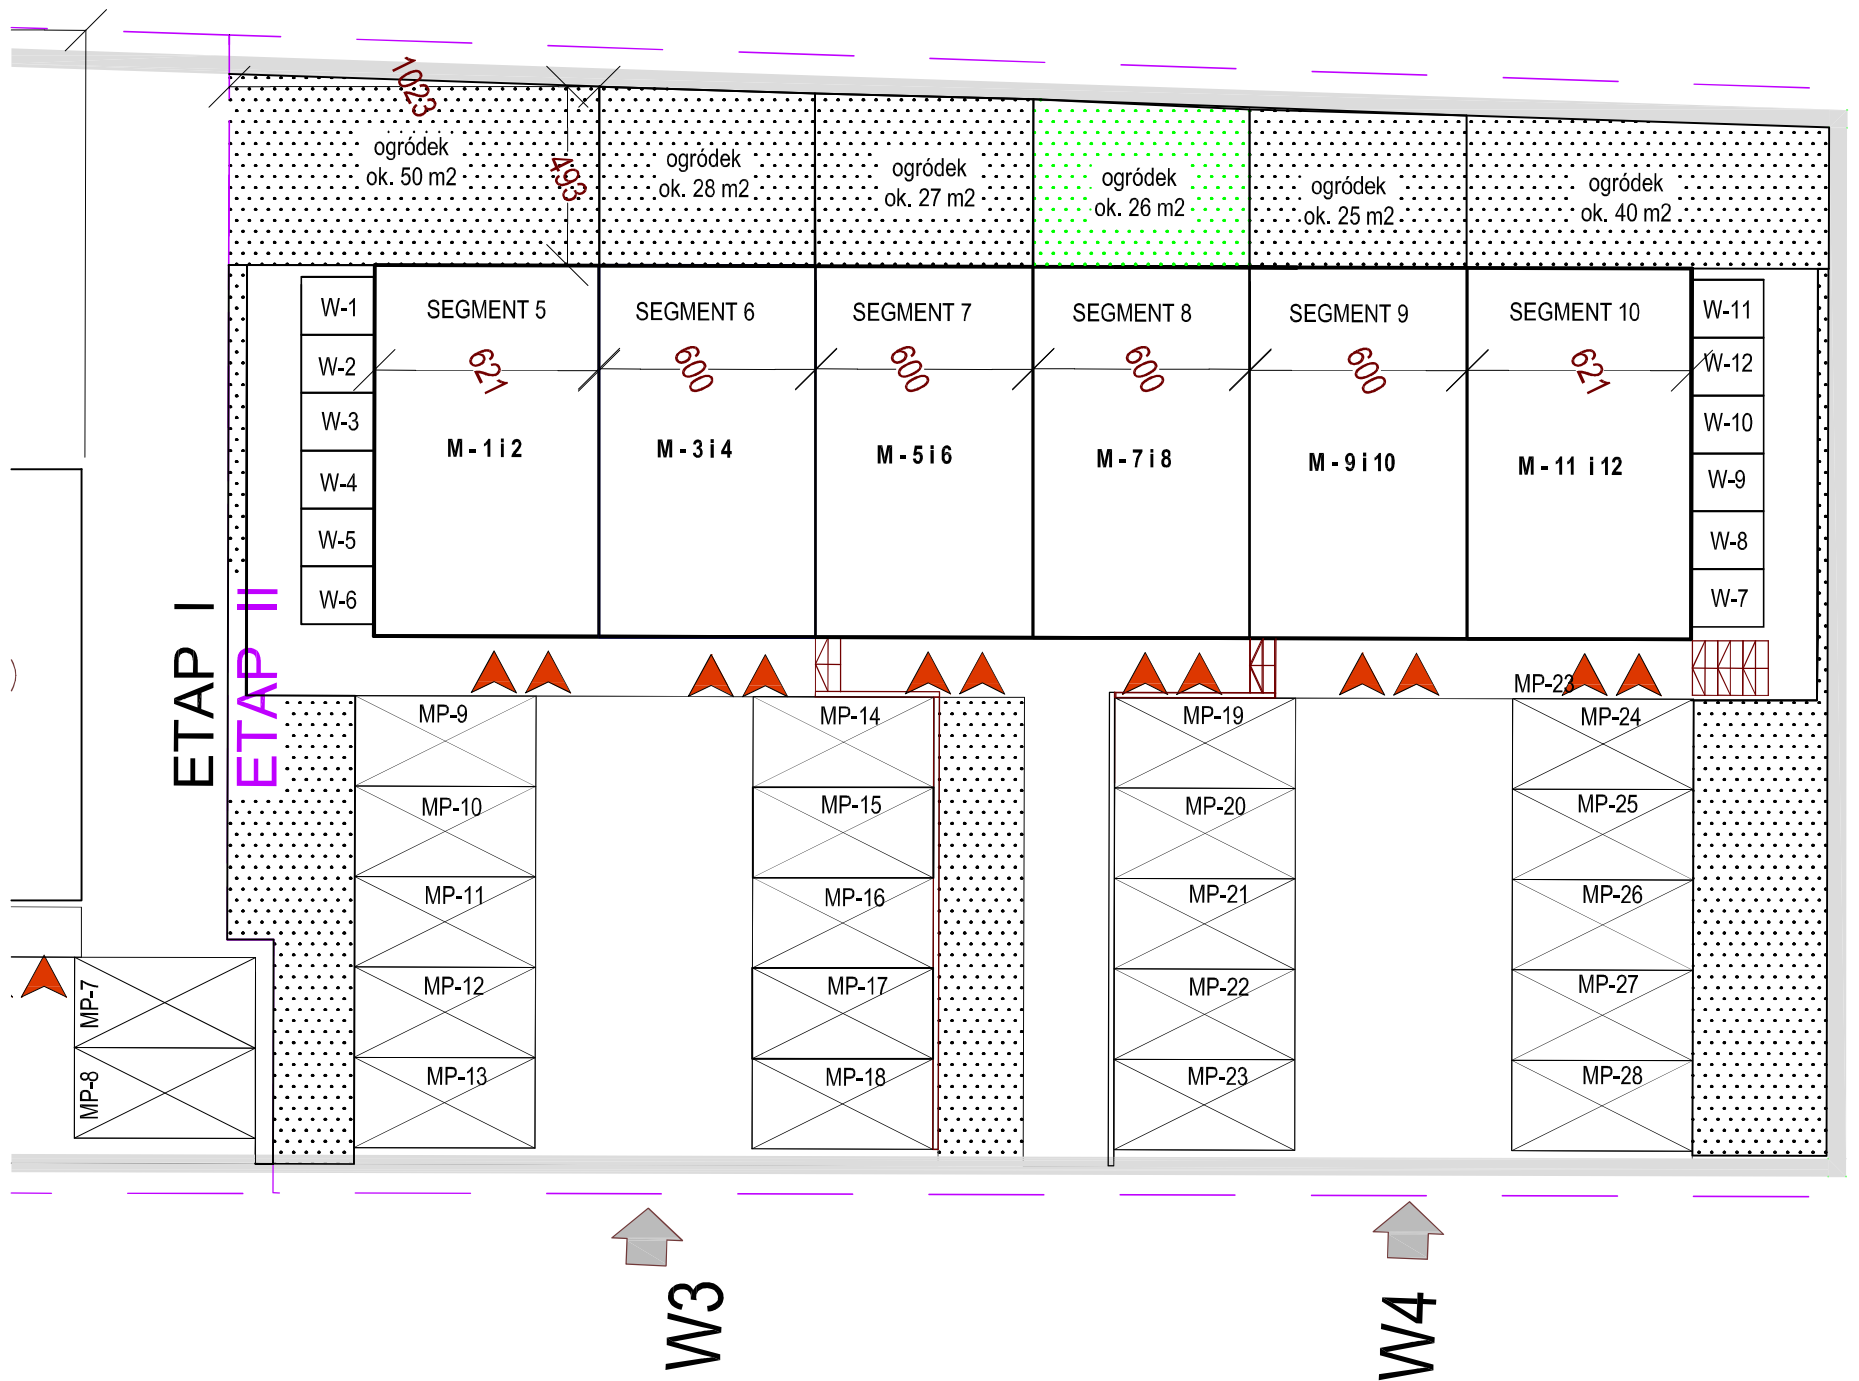 1023
493
ogródek
ok. 50 m2
ogródek
ok. 28 m2
ogródek
ok. 27 m2
ogródek
ok. 26 m2
ogródek
ok. 25 m2
ogródek
ok. 40 m2
SEGMENT 5
SEGMENT 6
SEGMENT 7
SEGMENT 8
SEGMENT 9
SEGMENT 10
621
600
600
600
600
621
M - 1 i 2
M - 3 i 4
M - 5 i 6
M - 7 i 8
M - 9 i 10
M - 11 i 12
W-1
W-2
W-3
W-4
W-5
W-6
W-11
W-12
W-10
W-9
W-8
W-7
ETAP I
ETAP II
MP-23
MP-9
MP-10
MP-11
MP-12
MP-13
MP-14
MP-15
MP-16
MP-17
MP-18
MP-19
MP-20
MP-21
MP-22
MP-23
MP-24
MP-25
MP-26
MP-27
MP-28
MP-7
MP-8
W3
W4